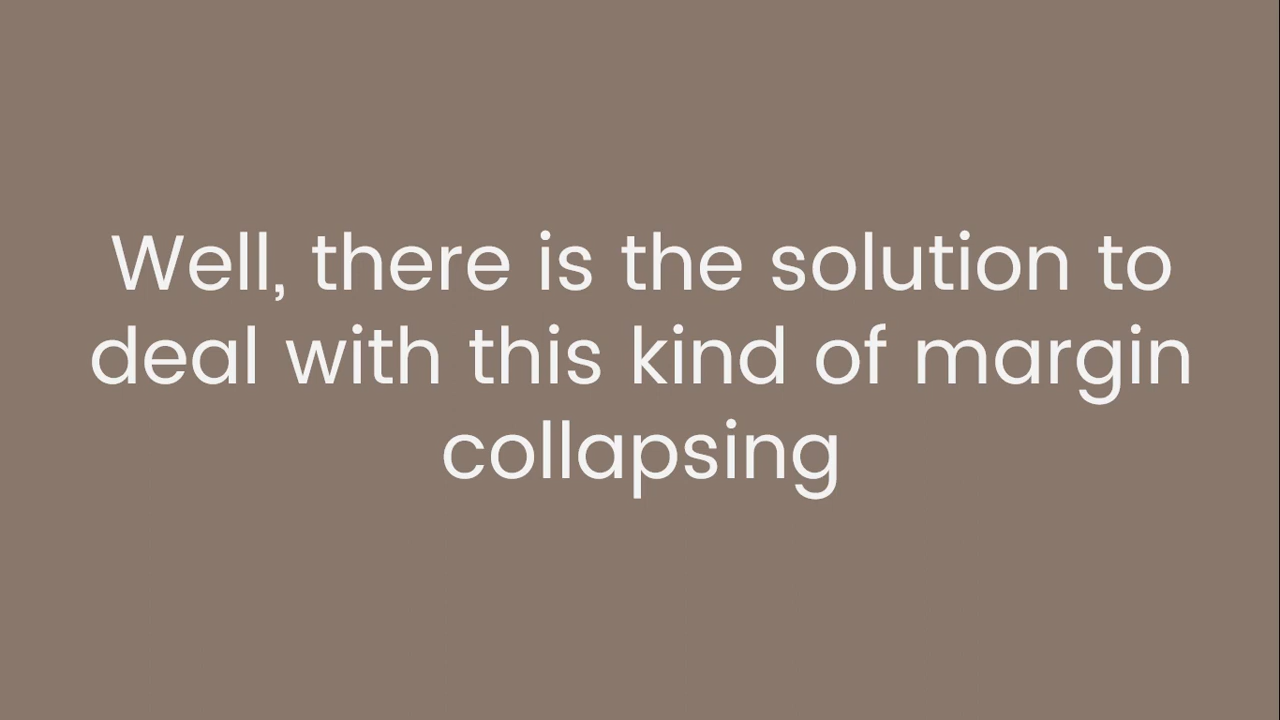 Well, there is the solution to
deal with this kind of margin
collapsing